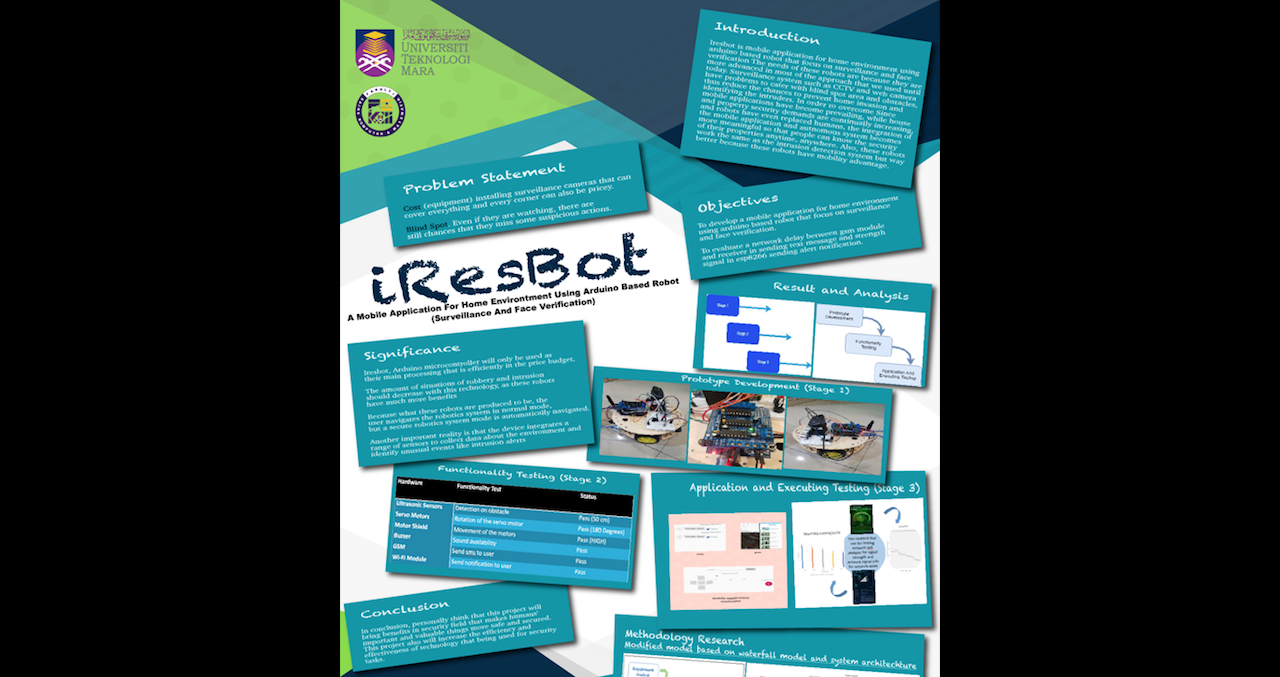 UNIVERSITI
TEKNOLOGI
MARA
Introduction
Iresbot is mobile application for home environment using
arduino based robot that focus on surveillance and face
verification The needs of these robots are because they are
more advanced in most of the approach that we used until
today. Surveillance system such as CCTV and web camera
have problems to cater with blind spot area and obstacles,
thus reduce the chances to prevent home invasion and
identifying the intruders. In order to overcome Since
mobile applications have become prevailing, while house
and property security demands are continually increasing,
and robots have even replaced humans, the integration of
the mobile application and autnomous system becomes
more meaningful so that people can know the security
of their properties anytime, anywhere. Also, these robots
work the same as the intrusion detection system but way
better because these robots have mobility advantage.
Problem Statement
Cost (equipment) installing surveillance cameras that can
cover everything and every corner can also be pricey.
Blind Spot, Even if they are watching, there are
still chances that they miss some suspicious actions.
Objectives
To develop a mobile application for home environment
using arduino based robot that focus on surveillance
and face verification.
To evaluate a network delay between gsm module
and receiver in sending text message and strength
signal in esp8266 sending alert notification.
iResBot
A Mobile Application For Home Environtment Using Arduino Based Robot
(Surveillance And Face Verification)
Result and Analysis
Stage 1
Stage 2
Stage 3
Prototype
Development
Functionality
Testing
Application And
Executing Testing
Significance
Iresbot, Arduino microcontroller will only be used as
their main processing that is efficiently in the price budget.
The amount of situations of robbery and intrusion
should decrease with this technology, as these robots
have much more benefits
Because what these robots are produced to be, the
user navigates the robotics system in normal mode,
but a secure robotics system mode is automatically navigated.
Another important reality is that the device integrates a
range of sensors to collect data about the environment and
identify unusual events like intrusion alerts
Prototype Development (Stage 1)
Functionality Testing (Stage 2)
Hardware Functionality Test Status
Ultrasonic Sensors Detection on obstacle Pass (50 cm)
Servo Motors Rotation of the servo motor Pass (180 Degrees)
Motor Shield Movement of the motors Pass (HIGH)
Buzzer Sound availability Pass
GSM Send sms to user Pass
Wi-Fi Module Send notification to user Pass
Application and Executing Testing (Stage 3)
Conclusion
In conclusion, personally think that this project will
bring benefits in security field that makes humans'
important and valuable things more safe and secured.
This project also will increase the efficiency and
effectiveness of technology that being used for security
tasks.
Methodology Research
Modified model based on waterfall model and system architechture